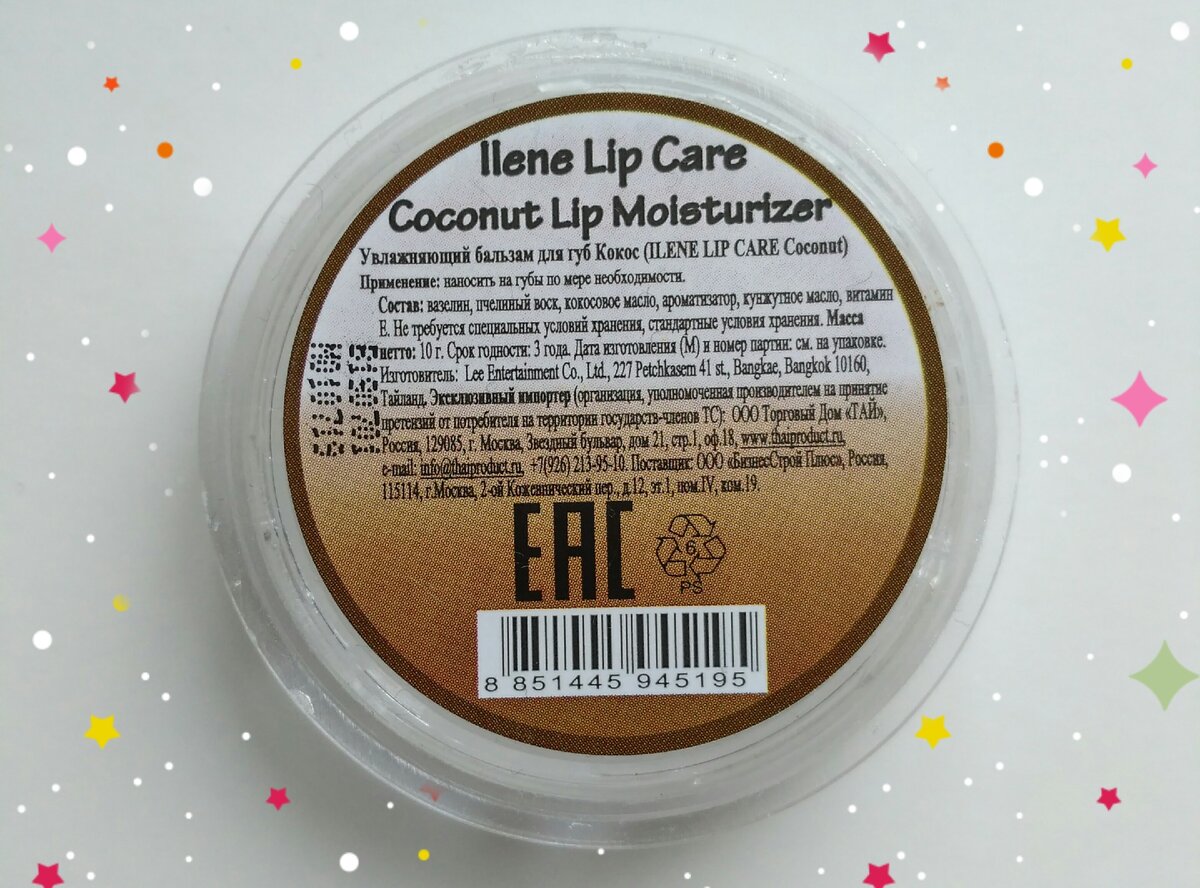 Ilene Lip Care
Coconut Lip Moisturizer
Увлажняющий бальзам для губ Кокос (ILENE LIP CARE Coconut)
Применение: наносить на губы по мере необходимости.
Состав: вазелин, пчелиный воск, кокосовое масло, ароматизатор, кунжутное масло, витамин
Е. Не требуется специальных условий хранения, стандартные условия хранения. Масса
нетто: 10 г. Срок годности: 3 года. Дата изготовления (М) и номер партии: см. на упаковке.
Изготовитель: Lee Entertainment Co., Ltd., 227 Petchkasem 41 st., Bangkae, Bangkok 10160,
Тайланд. Эксклюзивный импортер (организация, уполномоченная производителем на принятие
претензий от потребителя на территории государств-членов ТС): ООО Торговый Дом «ТАЙ»,
Россия, 129085, г. Москва, Звездный бульвар, дом 21, стр.1, оф.18, www.thaiproduct.ru,
e-mail: info@thaiproduct.ru, +7(926) 213-95-10. Поставщик: ООО «БизнесСтрой Плюс», Россия,
115114, г.Москва, 2-ой Кожевнический пер., д.12, эт.1, пом.IV, ком.19.
EAC
6
PS
8 851445 945195